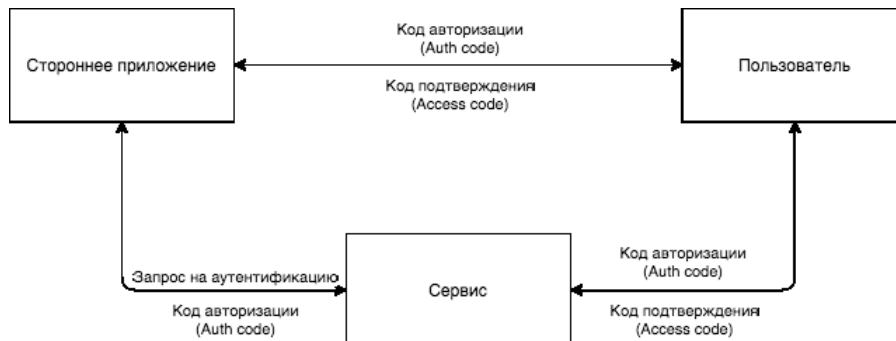 Код авторизации
(Auth code)
Стороннее приложение
Пользователь
Код подтверждения
(Access code)
Код авторизации
(Auth code)
Запрос на аутентификацию
Сервис
Код авторизации
(Auth code)
Код подтверждения
(Access code)